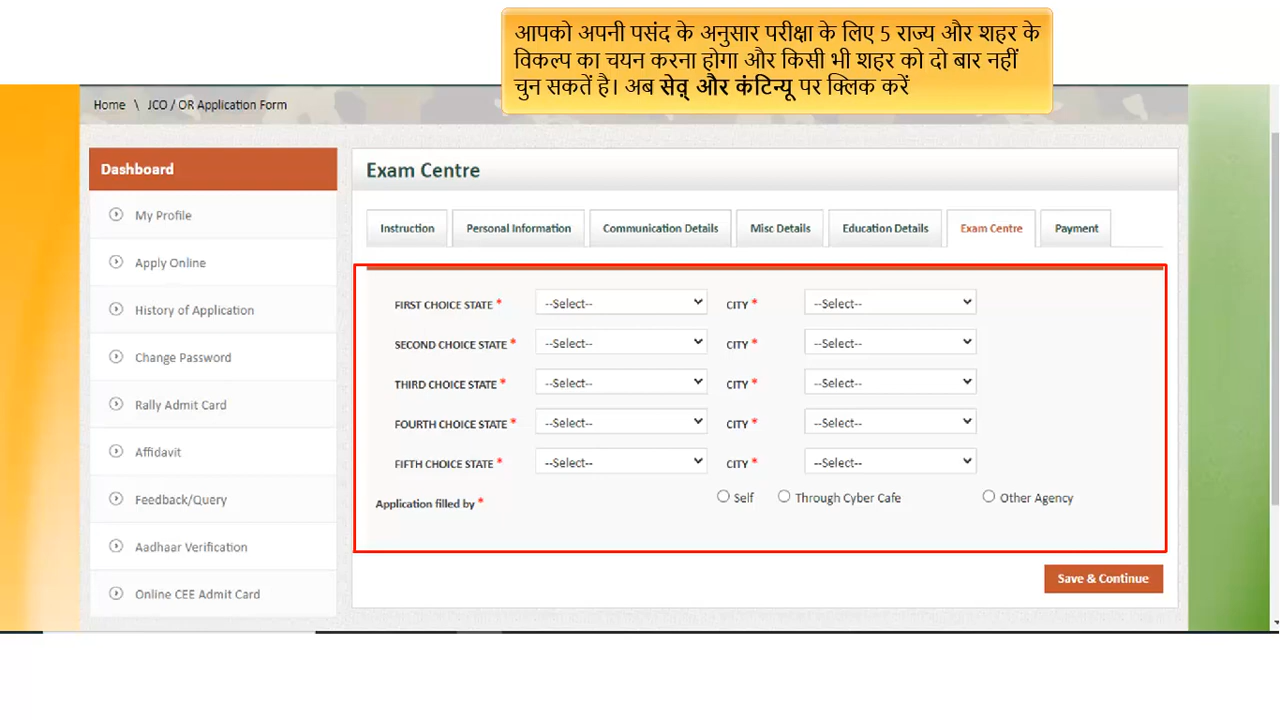 आपको अपनी पसंद के अनुसार परीक्षा के लिए 5 राज्य और शहर के
विकल्प का चयन करना होगा और किसी भी शहर को दो बार नहीं
चुन सकतें है। अब सेव् और कंटिन्यू पर क्लिक करें
Home \ JCO / OR Application Form
Dashboard
My Profile
Apply Online
History of Application
Change Password
Rally Admit Card
Affidavit
Feedback/Query
Aadhaar Verification
Online CEE Admit Card
Exam Centre
Instruction Personal Information Communication Details Misc Details Education Details Exam Centre Payment
FIRST CHOICE STATE * --Select-- CITY * --Select--
SECOND CHOICE STATE * --Select-- CITY * --Select--
THIRD CHOICE STATE * --Select-- CITY * --Select--
FOURTH CHOICE STATE * --Select-- CITY * --Select--
FIFTH CHOICE STATE * --Select-- CITY * --Select--
Application filled by * Self Through Cyber Cafe Other Agency
Save & Continue